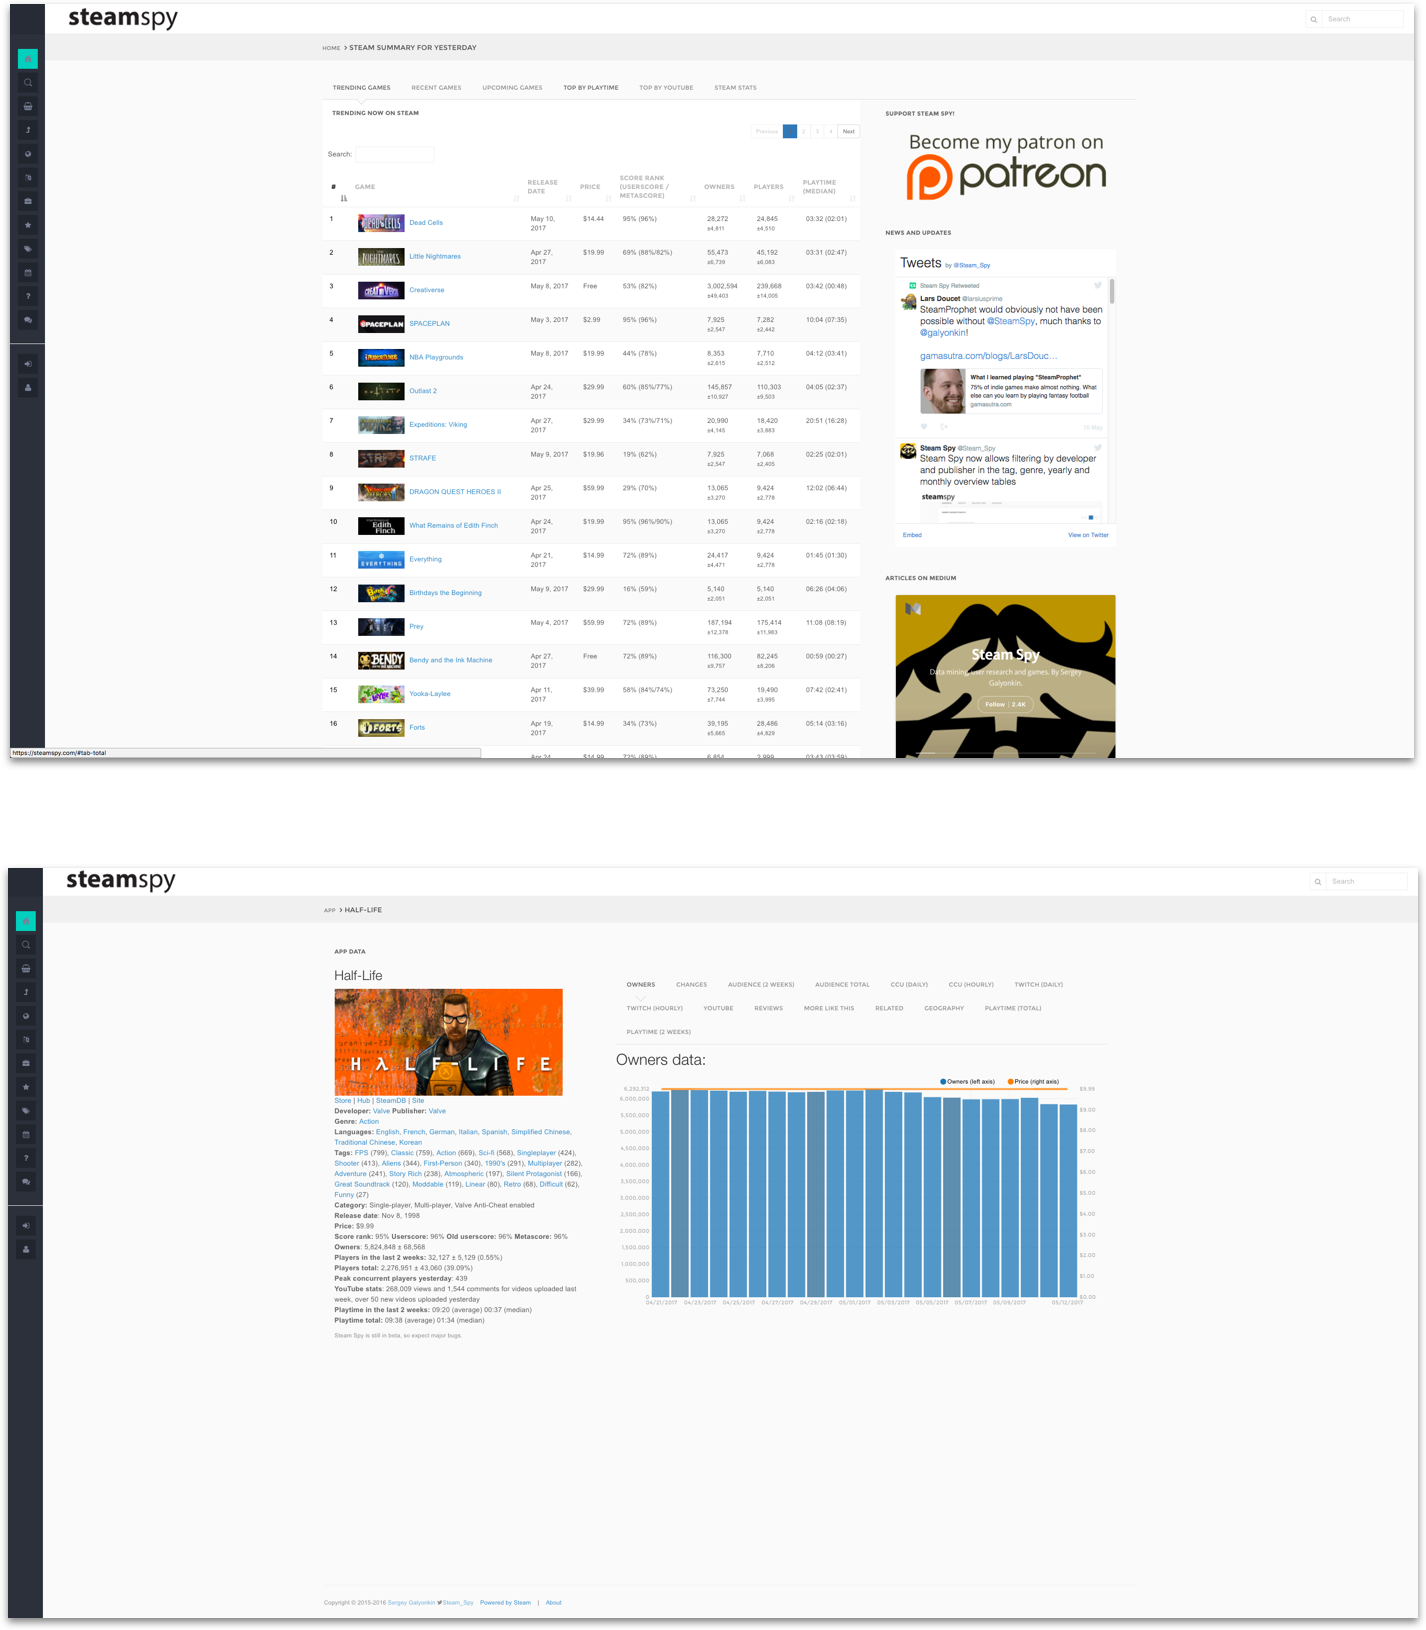 steamspy
Search
HOME > STEAM SUMMARY FOR YESTERDAY
TRENDING GAMES RECENT GAMES UPCOMING GAMES TOP BY PLAYTIME TOP BY YOUTUBE STEAM STATS
TRENDING NOW ON STEAM
Previous 2 3 4 Next
Search:
# GAME RELEASE DATE PRICE SCORE RANK (USERSCORE / METASCORE) OWNERS PLAYERS PLAYTIME (MEDIAN)
1 Dead Cells May 10, 2017 $14.44 95% (96%) 28,272 ±4,811 24,845 ±4,510 03:32 (02:01)
2 Little Nightmares Apr 27, 2017 $19.99 69% (88%/82%) 55,473 ±6,739 45,192 ±6,083 03:31 (02:47)
3 Creativerse May 8, 2017 Free 53% (82%) 3,002,594 ±49,403 239,668 ±14,005 03:42 (00:48)
4 SPACEPLAN May 3, 2017 $2.99 95% (96%) 7,925 ±2,547 7,282 ±2,442 10:04 (07:35)
5 NBA Playgrounds May 8, 2017 $19.99 44% (78%) 8,353 ±2,615 7,710 ±2,512 04:12 (03:41)
6 Outlast 2 Apr 24, 2017 $29.99 60% (85%/77%) 145,857 ±10,927 110,303 ±9,503 04:05 (02:37)
7 Expeditions: Viking Apr 27, 2017 $29.99 34% (73%/71%) 20,990 ±4,145 18,420 ±3,883 20:51 (16:28)
8 STRAFE May 9, 2017 $19.96 19% (62%) 7,925 ±2,547 7,068 ±2,405 02:25 (02:01)
9 DRAGON QUEST HEROES II Apr 25, 2017 $59.99 29% (70%) 13,065 ±3,270 9,424 ±2,778 12:02 (06:44)
10 What Remains of Edith Finch Apr 24, 2017 $19.99 95% (96%/90%) 13,065 ±3,270 9,424 ±2,778 02:16 (02:18)
11 Everything Apr 21, 2017 $14.99 72% (89%) 24,417 ±4,471 9,424 ±2,778 01:45 (01:30)
12 Birthdays the Beginning May 9, 2017 $29.99 16% (59%) 5,140 ±2,051 5,140 ±2,051 06:26 (04:06)
13 Prey May 4, 2017 $59.99 72% (89%) 187,194 ±12,378 175,414 ±11,983 11:08 (08:19)
14 Bendy and the Ink Machine Apr 27, 2017 Free 72% (89%) 116,300 ±9,757 82,245 ±8,206 00:59 (00:27)
15 Yooka-Laylee Apr 11, 2017 $39.99 58% (84%/74%) 73,250 ±7,744 19,490 ±3,995 07:42 (02:41)
16 Forts Apr 19, 2017 $14.99 34% (73%) 39,195 ±5,665 28,486 ±4,829 05:14 (03:16)
Apr 24, $14.99 72% (89%) 6,854 2,999 03:43 (03:59)
https://steamspy.com/#tab-total
SUPPORT STEAM SPY!
Become my patron on
patreon
NEWS AND UPDATES
Tweets by @Steam_Spy
Steam Spy Retweeted
Lars Doucet @larsiusprime
SteamProphet would obviously not have been
possible without @SteamSpy, much thanks to
@galyonkin!
gamasutra.com/blogs/LarsDouc…
What I learned playing "SteamProphet"
75% of indie games make almost nothing. What
else can you learn by playing fantasy football
gamasutra.com
10 May
Steam Spy @Steam_Spy
Steam Spy now allows filtering by developer
and publisher in the tag, genre, yearly and
monthly overview tables
steamspy
Embed View on Twitter
ARTICLES ON MEDIUM
Steam Spy
Data mining, user research and games. By Sergey
Galyonkin.
Follow | 2.4K
steamspy
Search
APP > HALF-LIFE
APP DATA
Half-Life
HλLF-LIFE
Store | Hub | SteamDB | Site
Developer: Valve Publisher: Valve
Genre: Action
Languages: English, French, German, Italian, Spanish, Simplified Chinese,
Traditional Chinese, Korean
Tags: FPS (799), Classic (759), Action (669), Sci-fi (568), Singleplayer (424),
Shooter (413), Aliens (344), First-Person (340), 1990's (291), Multiplayer (282),
Adventure (241), Story Rich (238), Atmospheric (197), Silent Protagonist (166),
Great Soundtrack (120), Moddable (119), Linear (80), Retro (68), Difficult (62),
Funny (27)
Category: Single-player, Multi-player, Valve Anti-Cheat enabled
Release date: Nov 8, 1998
Price: $9.99
Score rank: 95% Userscore: 96% Old userscore: 96% Metascore: 96%
Owners: 5,824,848 ± 68,568
Players in the last 2 weeks: 32,127 ± 5,129 (0.55%)
Players total: 2,276,951 ± 43,060 (39.09%)
Peak concurrent players yesterday: 439
YouTube stats: 268,009 views and 1,544 comments for videos uploaded last
week, over 50 new videos uploaded yesterday
Playtime in the last 2 weeks: 09:20 (average) 00:37 (median)
Playtime total: 09:38 (average) 01:34 (median)
Steam Spy is still in beta, so expect major bugs.
OWNERS CHANGES AUDIENCE (2 WEEKS) AUDIENCE TOTAL CCU (DAILY) CCU (HOURLY) TWITCH (DAILY)
TWITCH (HOURLY) YOUTUBE REVIEWS MORE LIKE THIS RELATED GEOGRAPHY PLAYTIME (TOTAL)
PLAYTIME (2 WEEKS)
Owners data:
Owners (left axis) Price (right axis)
6,292,312 $9.99
6,000,000 $9.00
5,500,000 $8.00
5,000,000 $7.00
4,500,000 $6.00
4,000,000 $5.00
3,500,000 $4.00
3,000,000 $3.00
2,500,000 $2.00
2,000,000 $1.00
1,500,000 $0.00
1,000,000
500,000
0
04/21/2017 04/23/2017 04/25/2017 04/27/2017 04/29/2017 05/01/2017 05/03/2017 05/05/2017 05/07/2017 05/09/2017 05/12/2017
Copyright © 2015-2016 Sergey Galyonkin Steam_Spy Powered by Steam | About